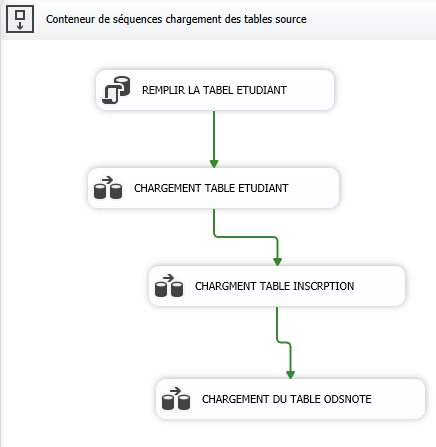 Conteneur de séquences chargement des tables source
REMPLIR LA TABEL ETUDIANT
CHARGEMENT TABLE ETUDIANT
CHARGMENT TABLE INSCRPTION
CHARGEMENT DU TABLE ODSNOTE